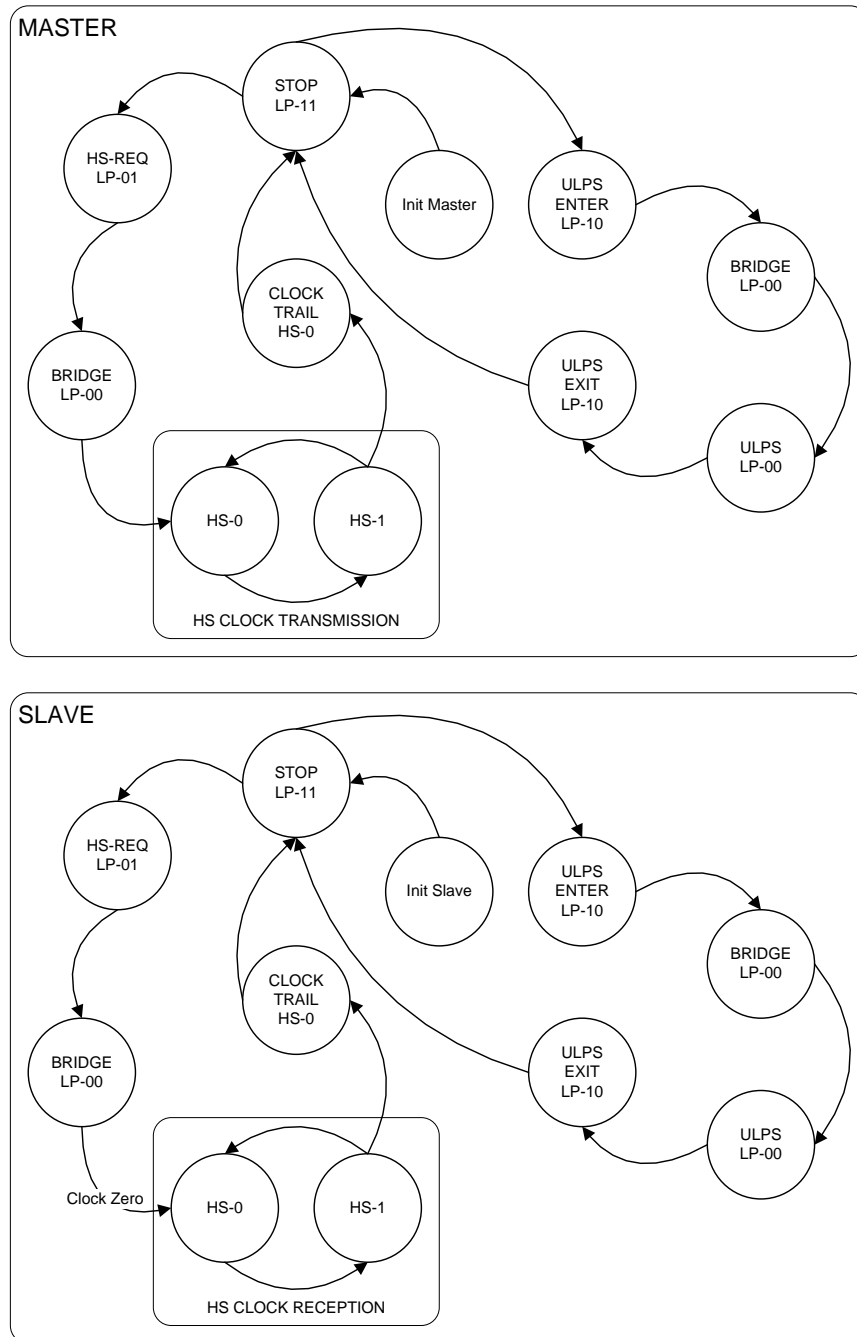 MASTER
STOP
LP-11
HS-REQ
LP-01
Init Master
ULPS
ENTER
LP-10
BRIDGE
LP-00
CLOCK
TRAIL
HS-0
BRIDGE
LP-00
ULPS
EXIT
LP-10
ULPS
LP-00
HS-0
HS-1
HS CLOCK TRANSMISSION
SLAVE
STOP
LP-11
HS-REQ
LP-01
Init Slave
ULPS
ENTER
LP-10
BRIDGE
LP-00
CLOCK
TRAIL
HS-0
BRIDGE
LP-00
ULPS
EXIT
LP-10
ULPS
LP-00
Clock Zero
HS-0
HS-1
HS CLOCK RECEPTION